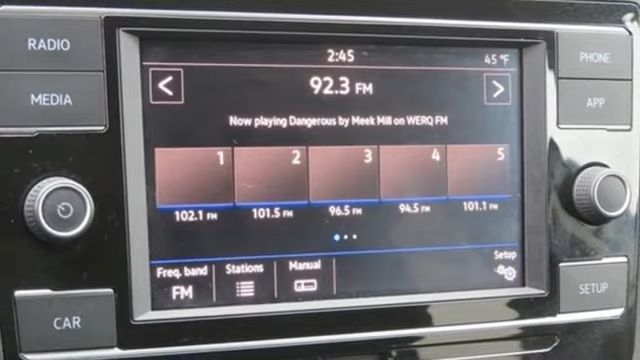 RADIO
MEDIA
CAR
2:45
45 °F
92.3 FM
Now playing Dangerous by Meek Mill on WERQ FM
1 2 3 4 5
102.1 FM 101.5 FM 96.5 FM 94.5 FM 101.1 FM
Freq. band Stations Manual Setup
FM
PHONE
APP
SETUP